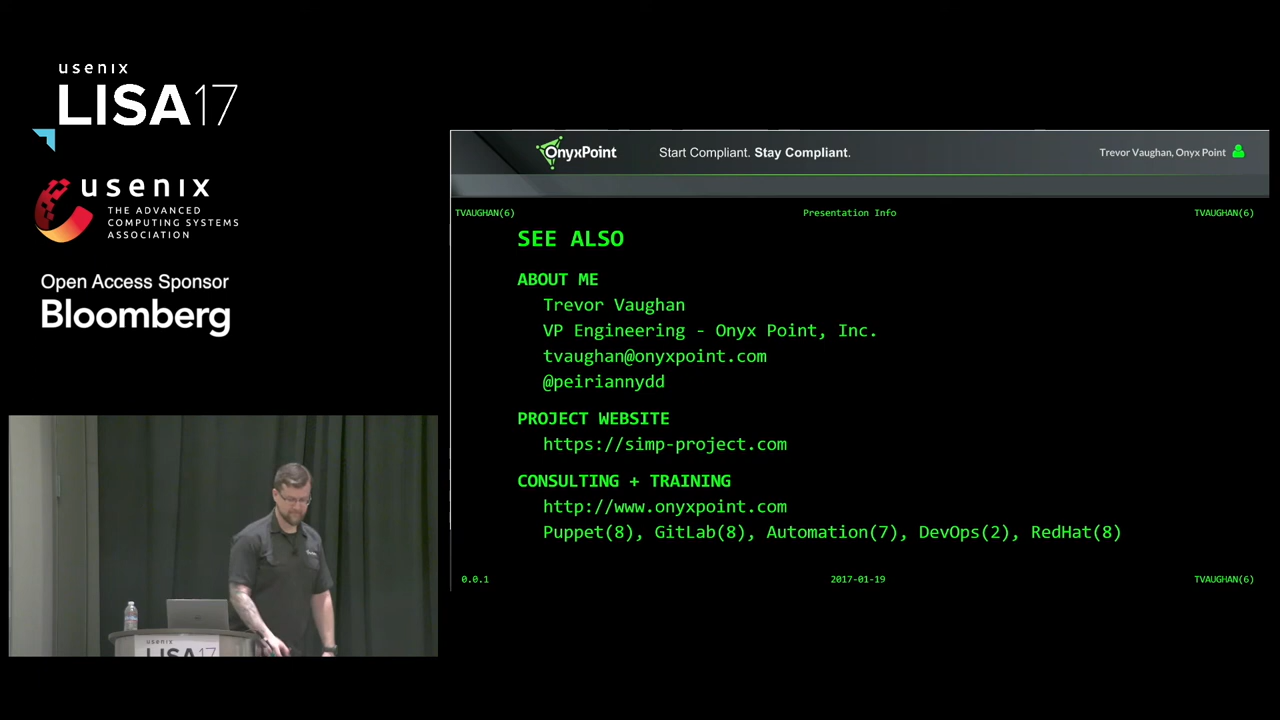 usenix
LISA17
usenix
THE ADVANCED
COMPUTING SYSTEMS
ASSOCIATION
Open Access Sponsor
Bloomberg
OnyxPoint
Start Compliant. Stay Compliant.
Trevor Vaughan, Onyx Point
TVAUGHAN(6) Presentation Info TVAUGHAN(6)
SEE ALSO
ABOUT ME
Trevor Vaughan
VP Engineering - Onyx Point, Inc.
tvaughan@onyxpoint.com
@peiriannydd
PROJECT WEBSITE
https://simp-project.com
CONSULTING + TRAINING
http://www.onyxpoint.com
Puppet(8), GitLab(8), Automation(7), DevOps(2), RedHat(8)
0.0.1 2017-01-19 TVAUGHAN(6)
usenix
LISA17